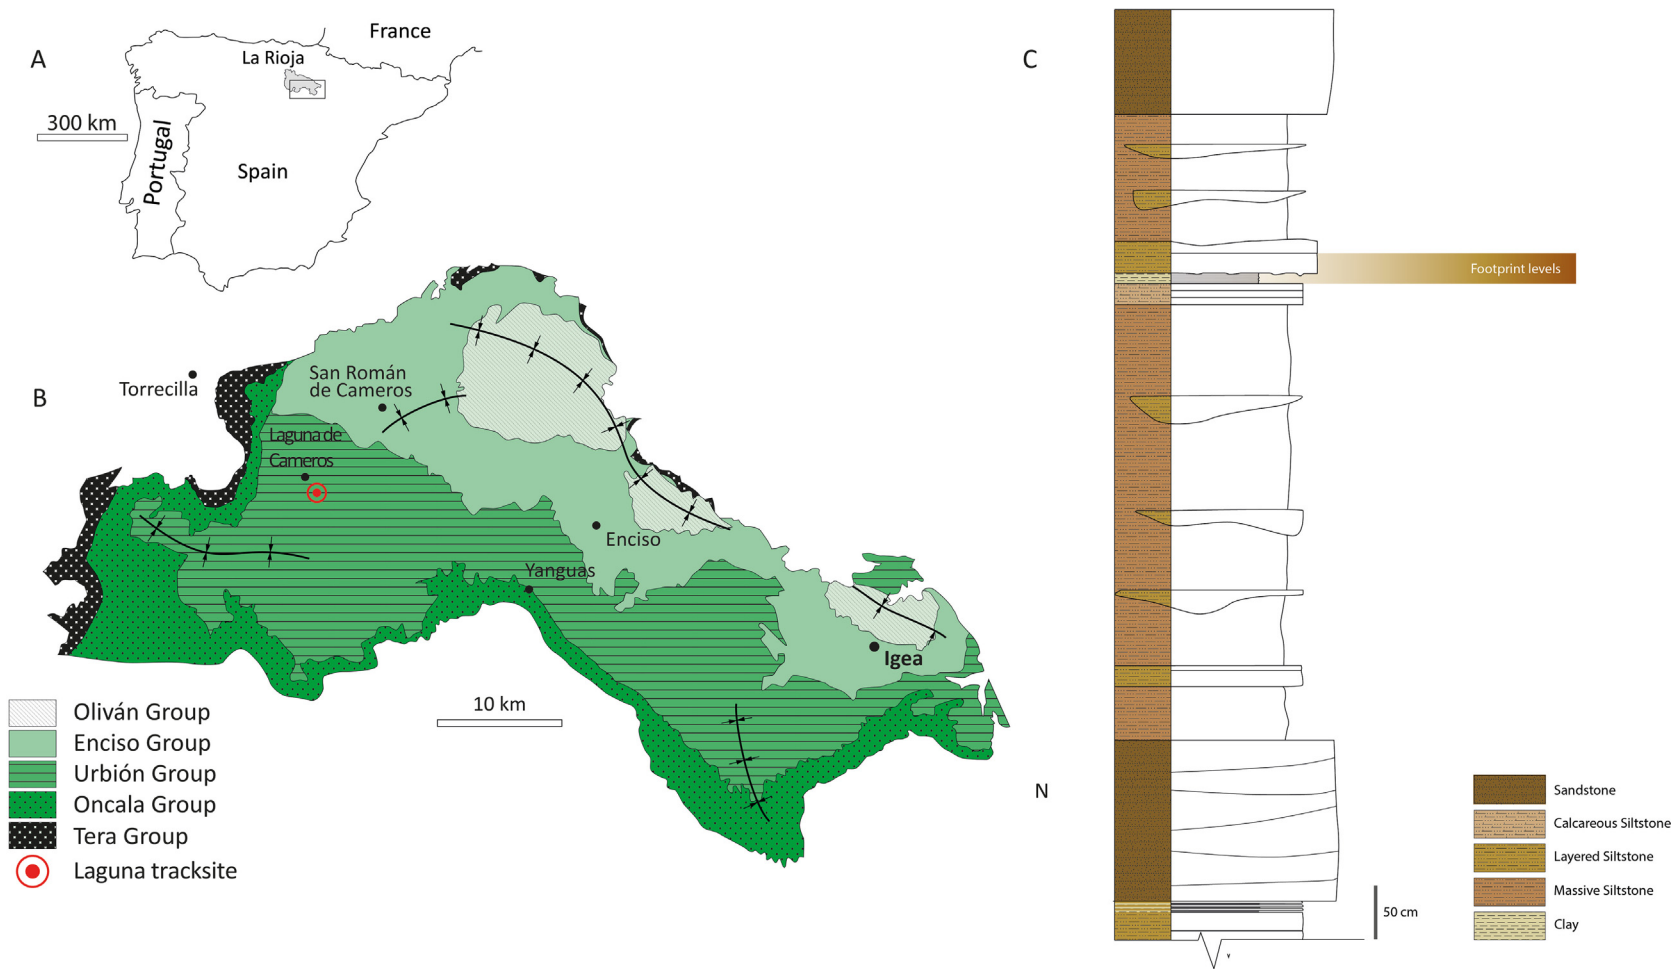 A
France
La Rioja
300 km
Portugal
Spain
B
Torrecilla
San Román
de Cameros
Laguna de
Cameros
Enciso
Yanguas
Igea
10 km
Oliván Group
Enciso Group
Urbión Group
Oncala Group
Tera Group
Laguna tracksite
N
C
Footprint levels
50 cm
Sandstone
Calcareous Siltstone
Layered Siltstone
Massive Siltstone
Clay